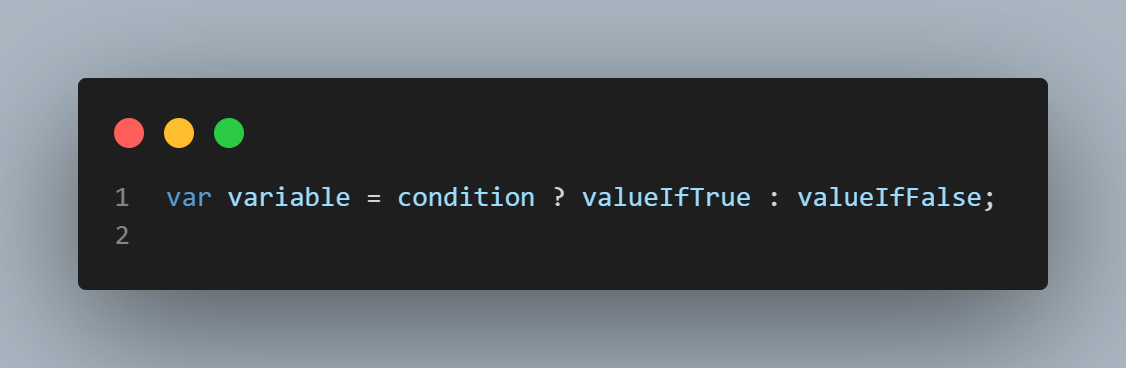 1 var variable = condition ? valueIfTrue : valueIfFalse;
2